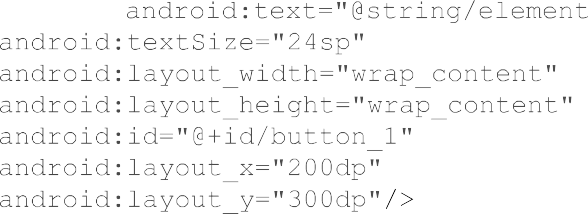 android:text="@string/element
android:textSize="24sp"
android:layout_width="wrap_content"
android:layout_height="wrap_content"
android:id="@+id/button_1"
android:layout_x="200dp"
android:layout_y="300dp"/>